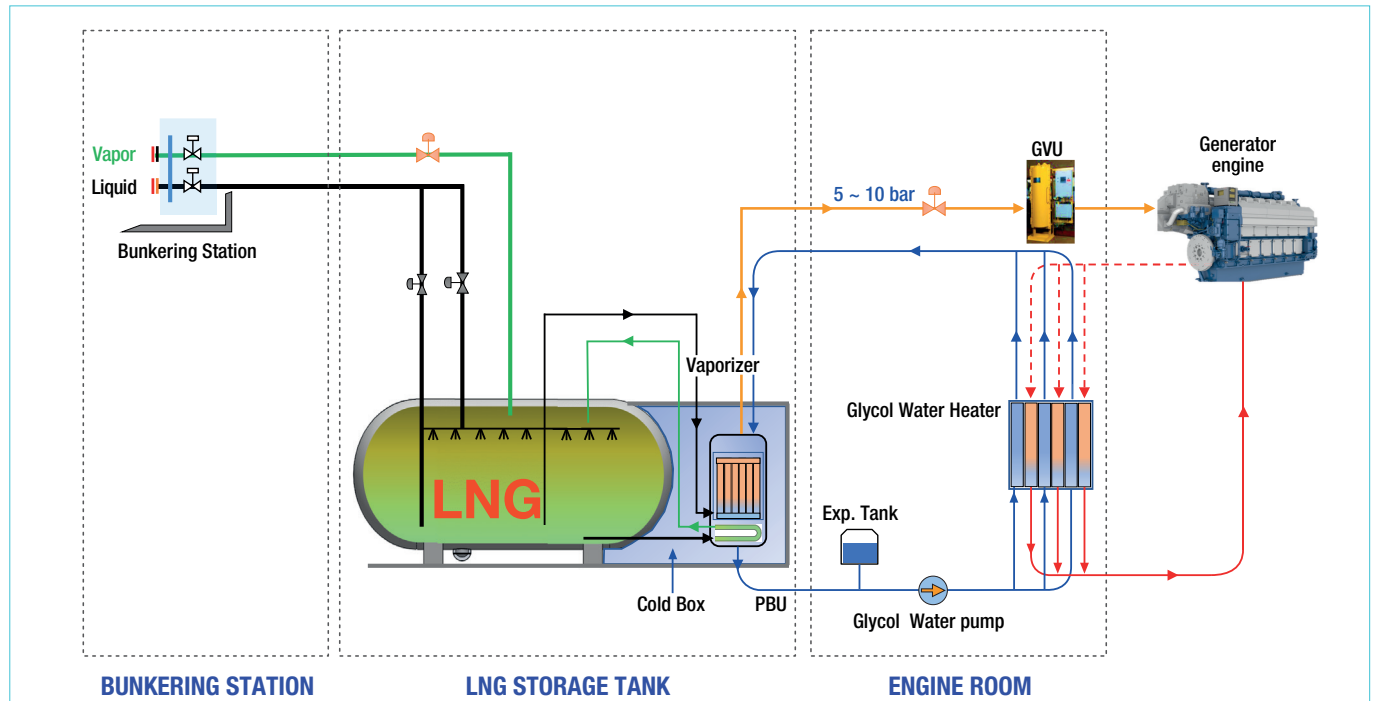 Vapor
Liquid
Bunkering Station
5 ~ 10 bar
GVU
Generator
engine
Vaporizer
Glycol Water Heater
LNG
Exp. Tank
Cold Box
PBU
Glycol Water pump
BUNKERING STATION
LNG STORAGE TANK
ENGINE ROOM